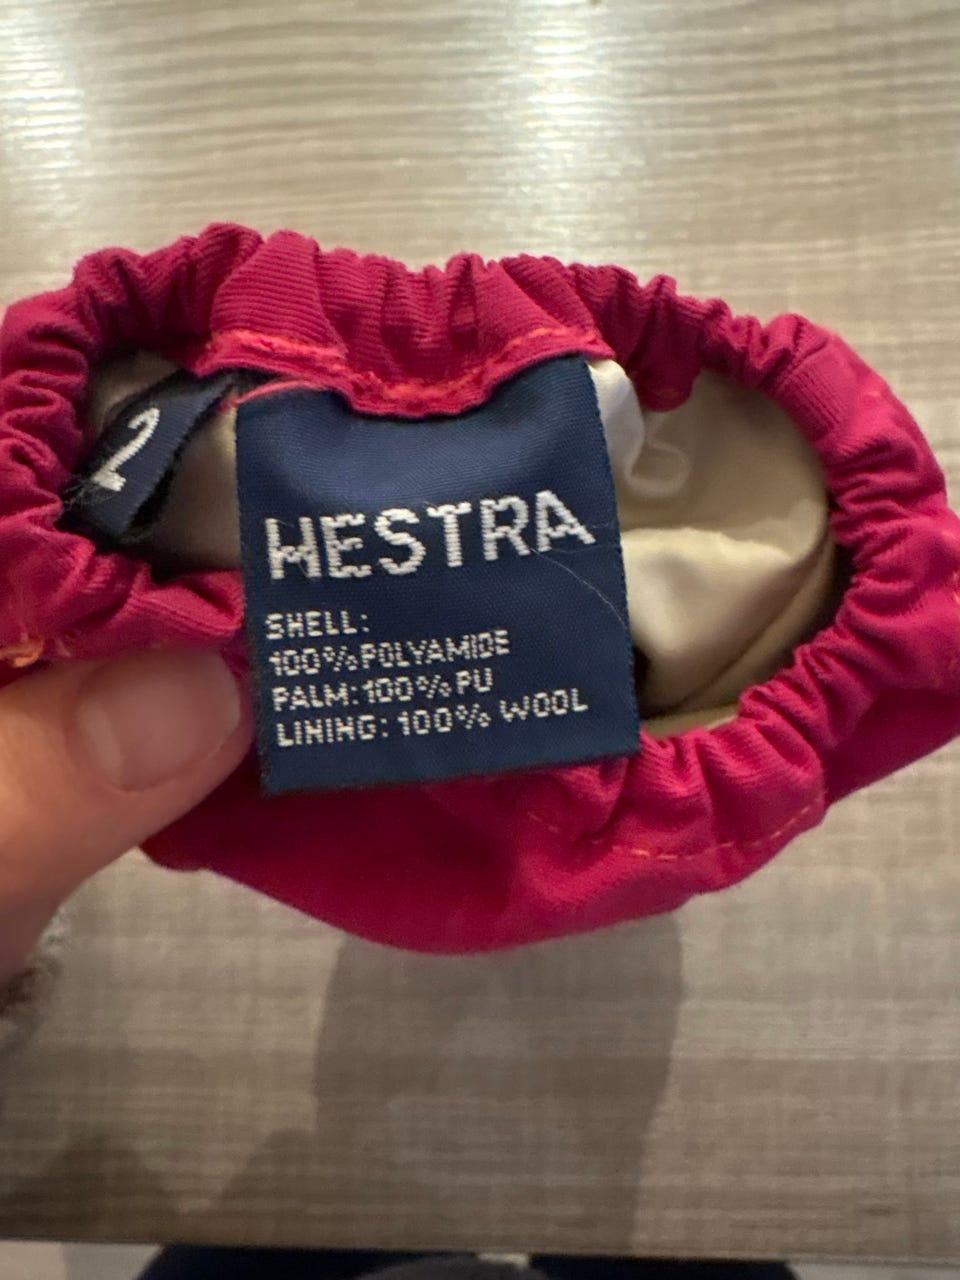 2
HESTRA
SHELL:
100% POLYAMIDE
PALM: 100% PU
LINING: 100% WOOL